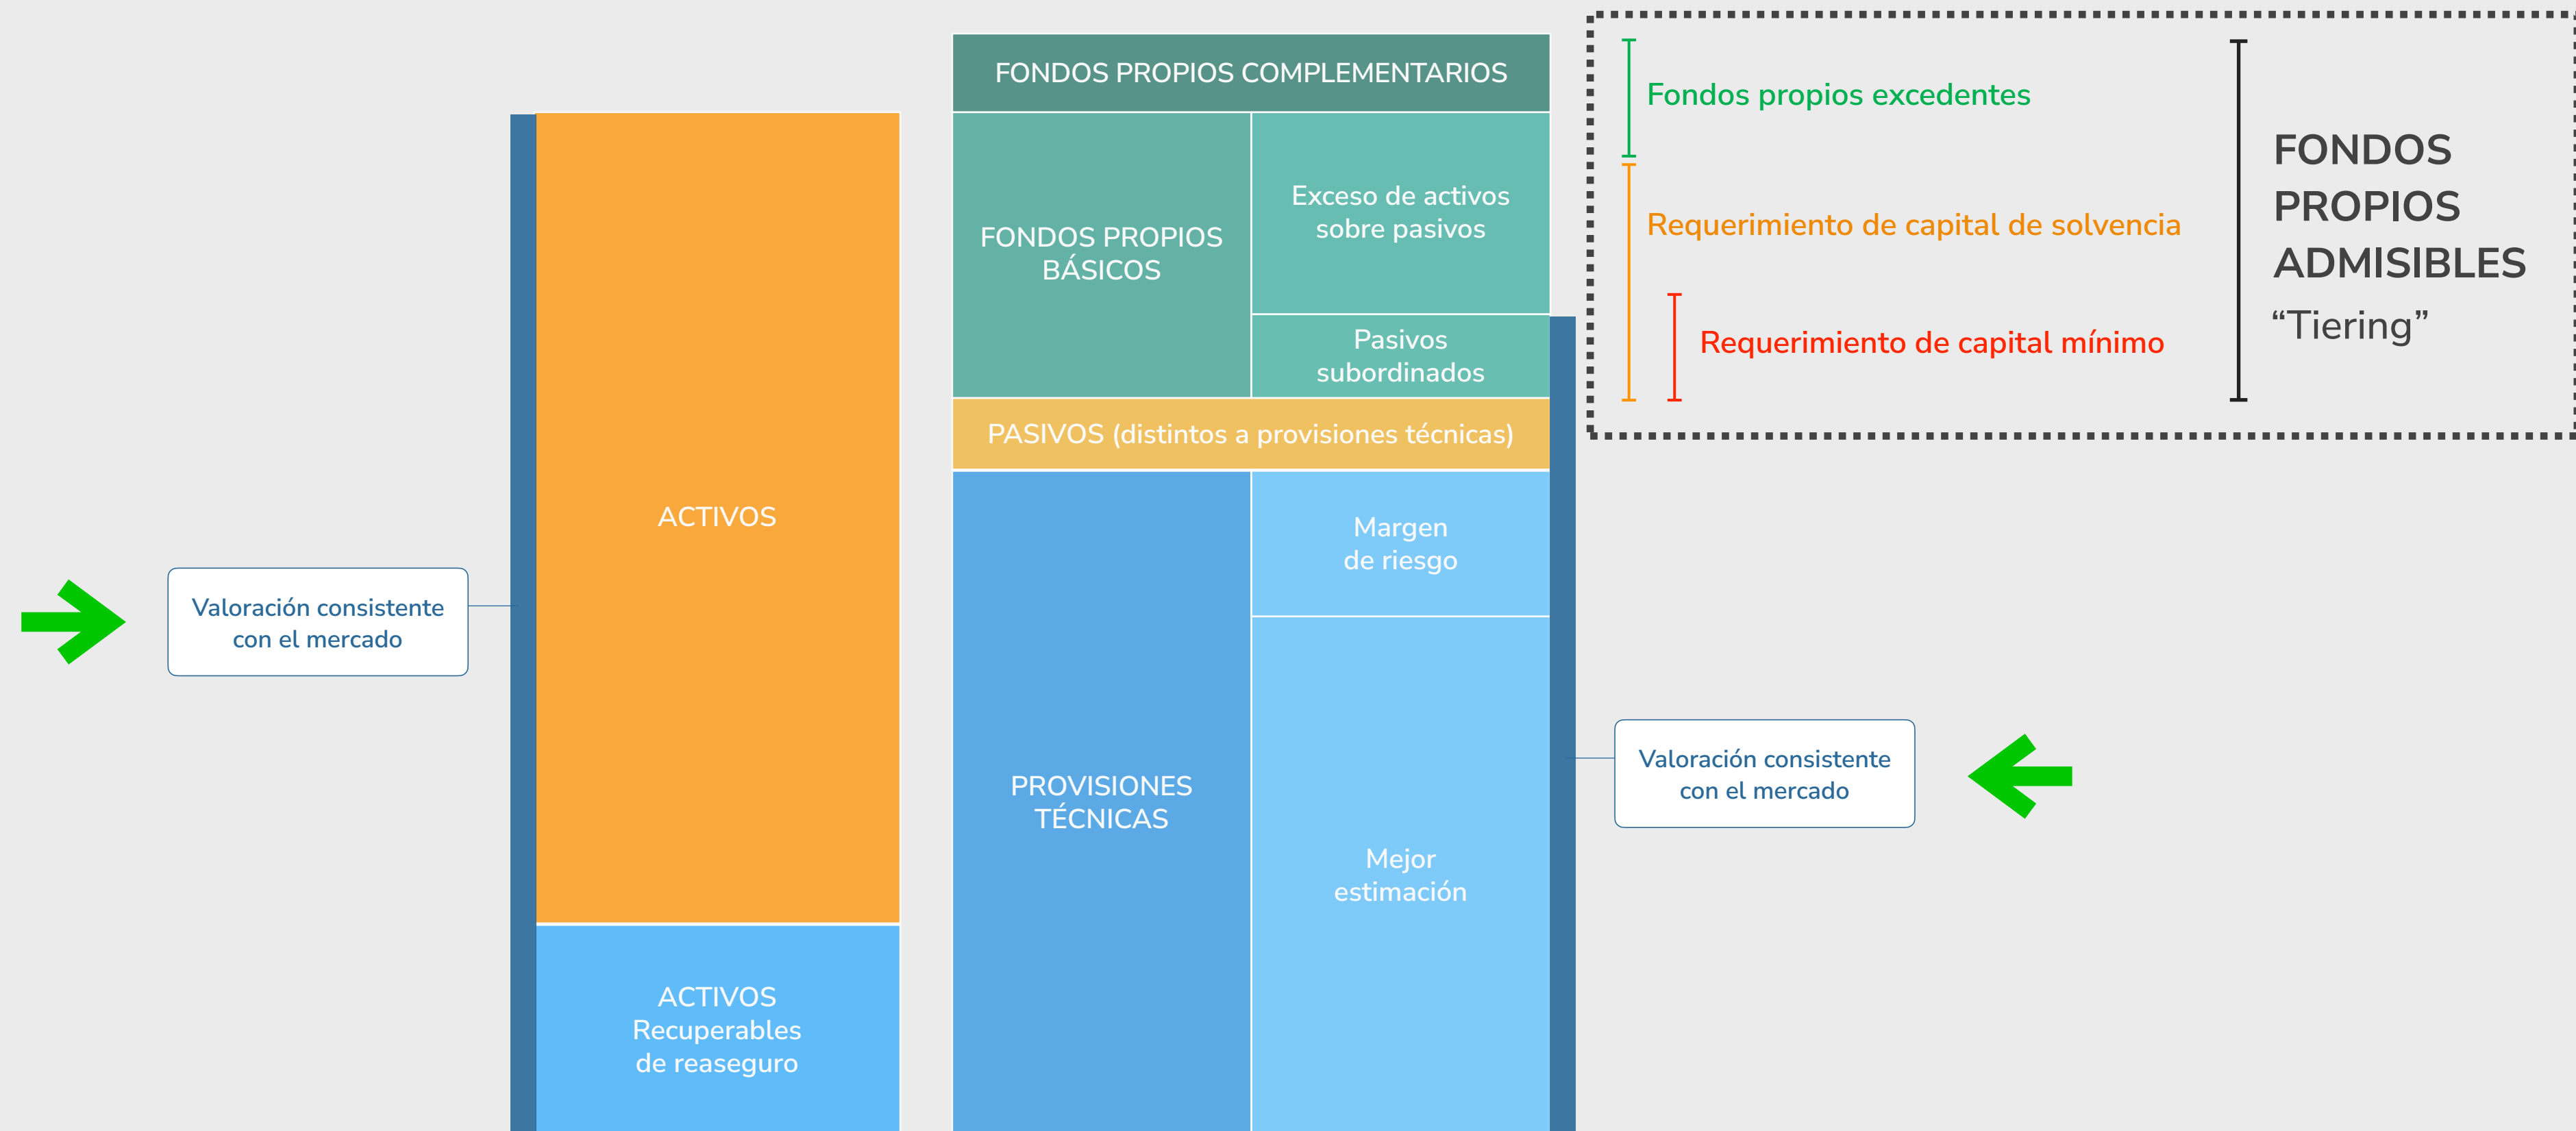 FONDOS PROPIOS COMPLEMENTARIOS
FONDOS PROPIOS
BÁSICOS
Exceso de activos
sobre pasivos
Pasivos
subordinados
PASIVOS (distintos a provisiones técnicas)
Margen
de riesgo
PROVISIONES
TÉCNICAS
Mejor
estimación
ACTIVOS
ACTIVOS
Recuperables
de reaseguro
Valoración consistente
con el mercado
Valoración consistente
con el mercado
Fondos propios excedentes
Requerimiento de capital de solvencia
Requerimiento de capital mínimo
FONDOS
PROPIOS
ADMISIBLES
“Tiering”